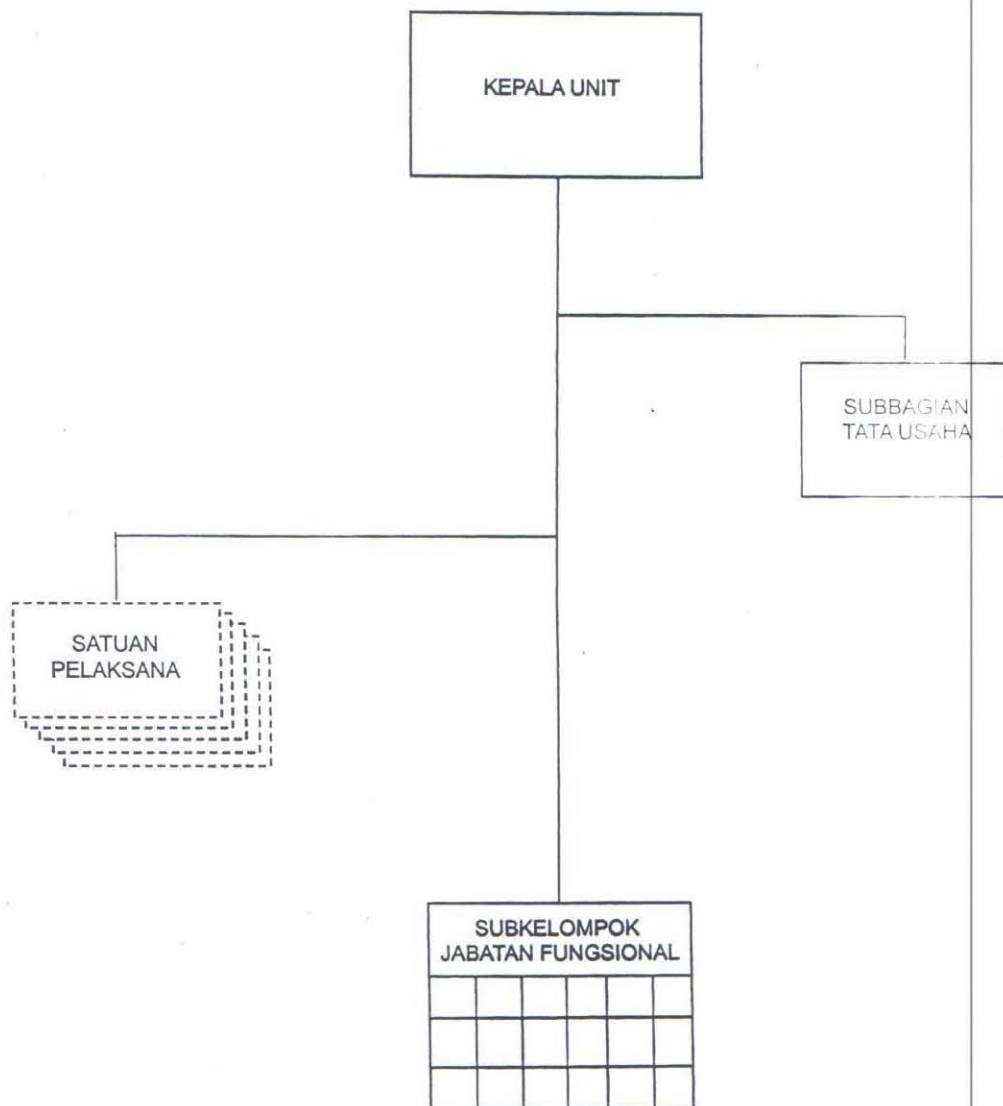 KEPALA UNIT
SUBBAGIAN
TATA USAHA
SATUAN
PELAKSANA
SUBKELOMPOK
JABATAN FUNGSIONAL